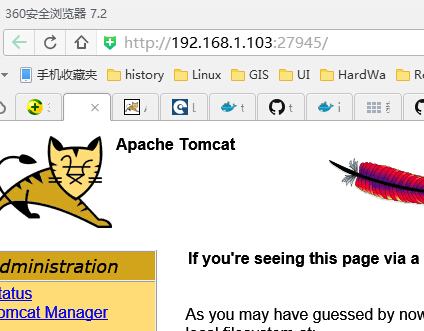 360安全浏览器 7.2
http://192.168.1.103:27945/
手机收藏夹 history Linux GIS UI HardWa
Apache Tomcat
dministration
If you're seeing this page via a
tatus
omcat Manager
As you may have guessed by now
local filesystem at: